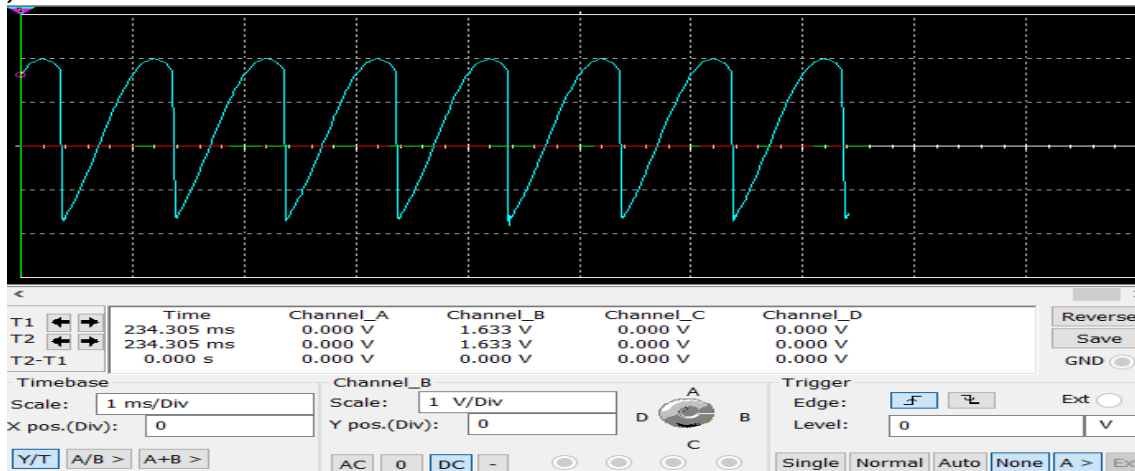 Time Channel_A Channel_B Channel_C Channel_D
T1 234.305 ms 0.000 V 1.633 V 0.000 V 0.000 V Reverse
T2 234.305 ms 0.000 V 1.633 V 0.000 V 0.000 V Save
T2-T1 0.000 s 0.000 V 0.000 V 0.000 V 0.000 V GND
Timebase Channel_B Trigger
Scale: 1 ms/Div Scale: 1 V/Div A Edge: Ext
X pos.(Div): 0 Y pos.(Div): 0 D B Level: 0 V
C
Y/T A/B > A+B > AC 0 DC - Single Normal Auto None A >